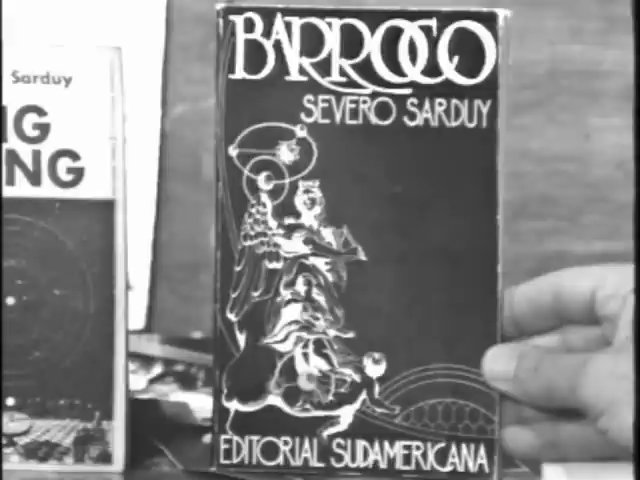 BARROCO
SEVERO SARDUY
EDITORIAL SUDAMERICANA
Sarduy
IG
NG